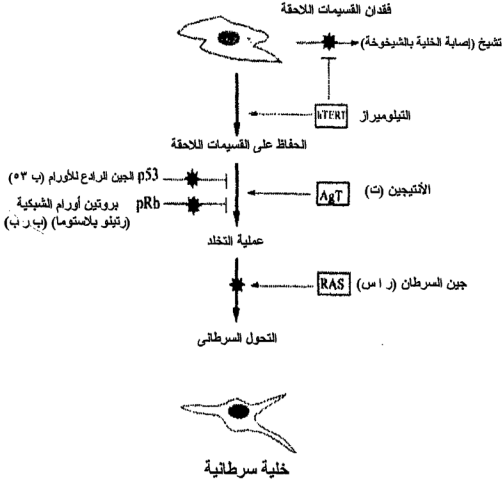 فقدان القسيمات اللاحقة
تشيخ (إصابة الخلية بالشيخوخة)
hTERT التيلوميراز
الحفاظ على القسيمات اللاحقة
p53 الجين الرادع للأورام (ب ٥٣)
pRb بروتين أورام الشبكية
(رتينو بلاستوما) (ب ر ب)
AgT الأنتيجين (ت)
عملية التخلد
RAS جين السرطان (ر ا س)
التحول السرطانى
خلية سرطانية